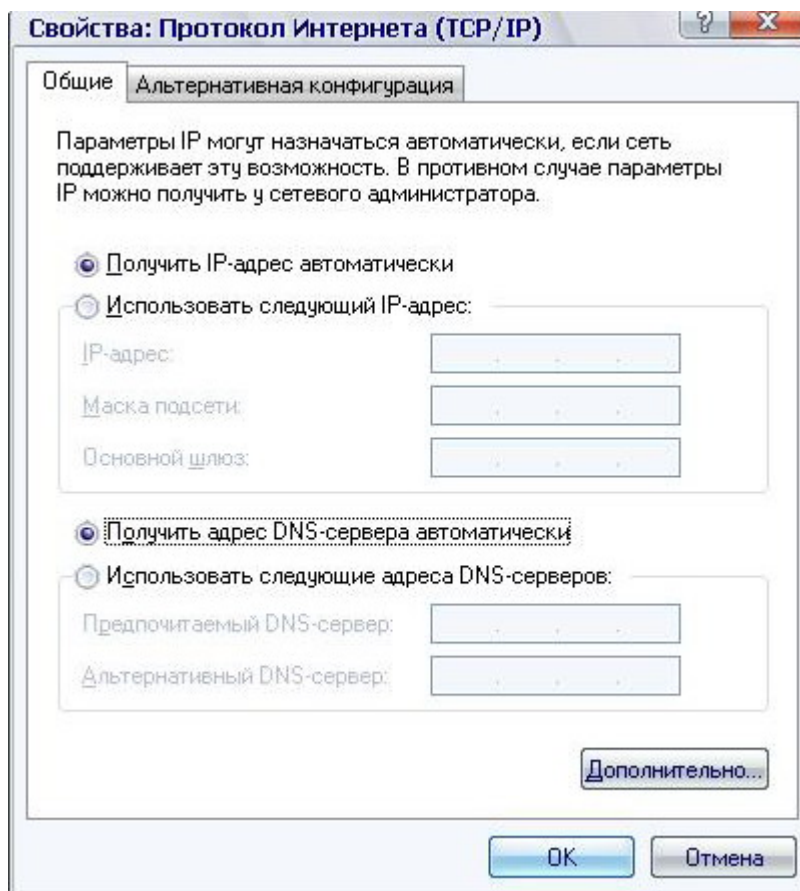 Свойства: Протокол Интернета (TCP/IP)
Общие
Альтернативная конфигурация
Параметры IP могут назначаться автоматически, если сеть
поддерживает эту возможность. В противном случае параметры
IP можно получить у сетевого администратора.
Получить IP-адрес автоматически
Использовать следующий IP-адрес:
IP-адрес:
Маска подсети:
Основной шлюз:
Получить адрес DNS-сервера автоматически
Использовать следующие адреса DNS-серверов:
Предпочитаемый DNS-сервер:
Альтернативный DNS-сервер:
Дополнительно...
OK
Отмена